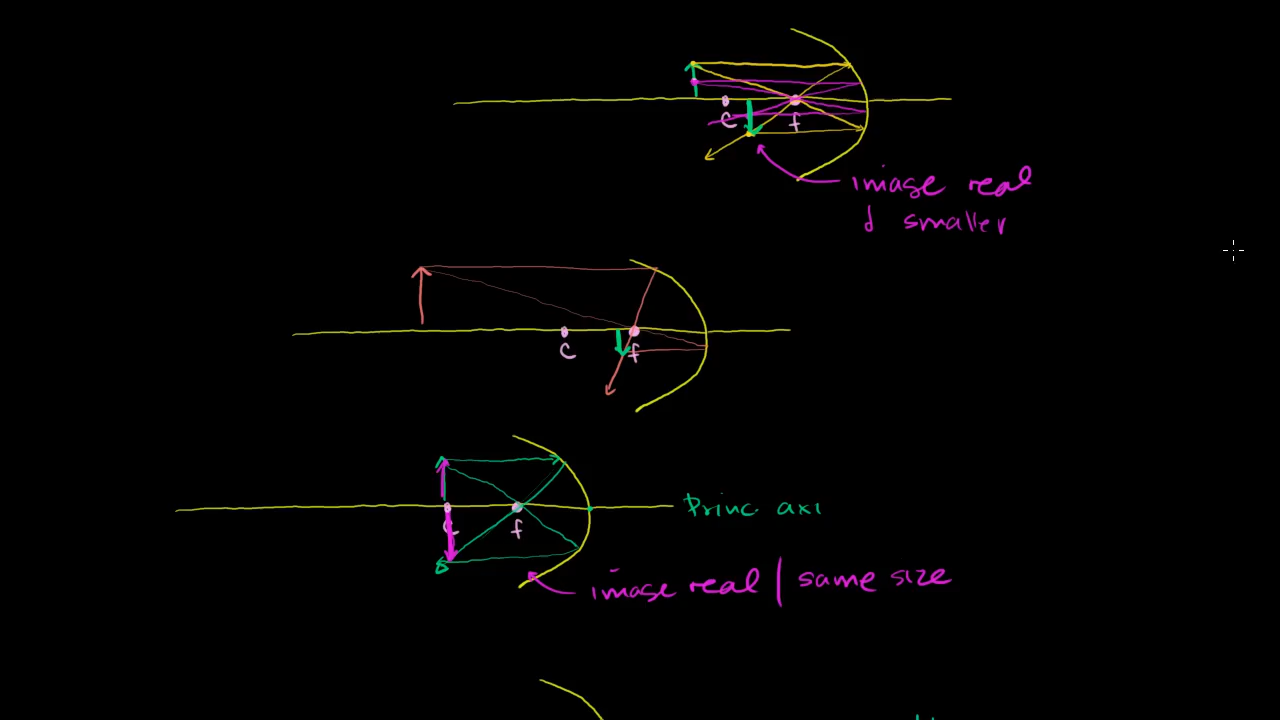 C f
image real
& smaller
C f
Princ. axi
C f
image real | same size